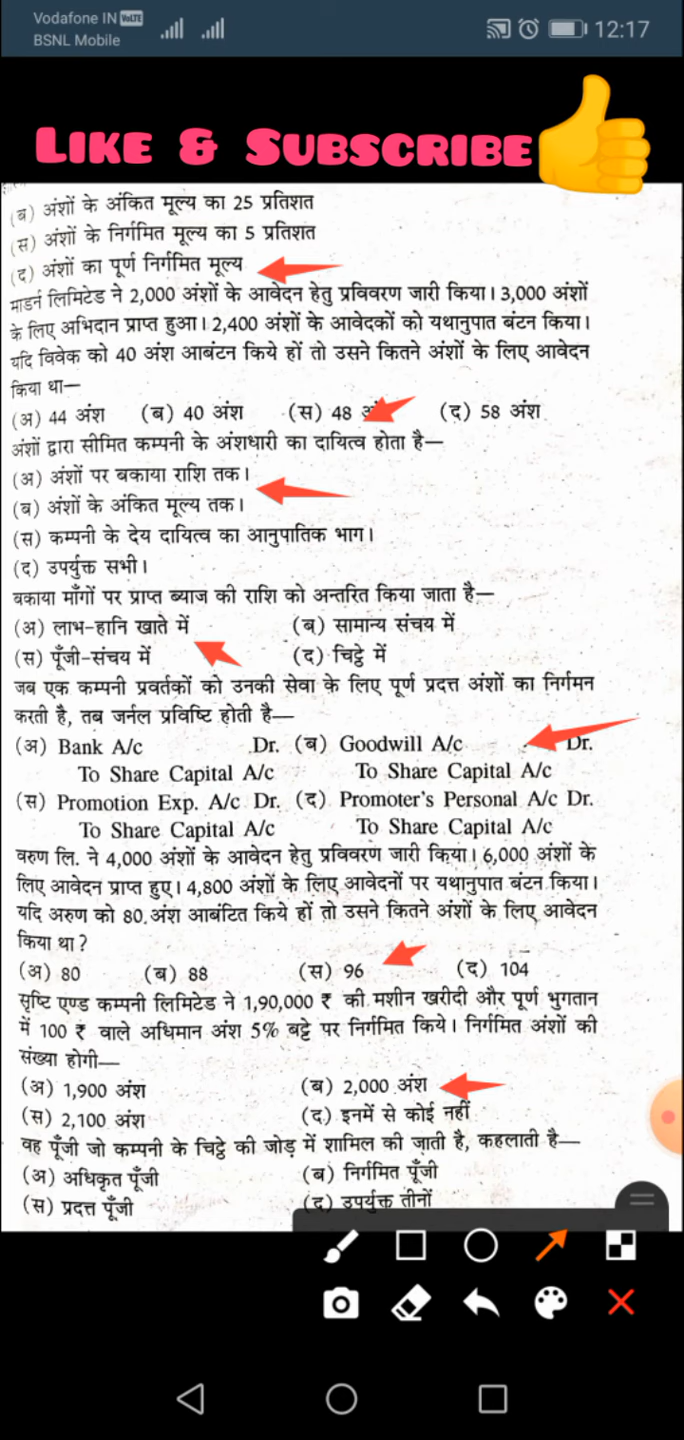 Vodafone IN VoLTE
BSNL Mobile
12:17
LIKE & SUBSCRIBE
(ब) अंशों के अंकित मूल्य का 25 प्रतिशत
(स) अंशों के निर्गमित मूल्य का 5 प्रतिशत
(द) अंशों का पूर्ण निर्गमित मूल्य
माडर्न लिमिटेड ने 2,000 अंशों के आवेदन हेतु प्रविवरण जारी किया। 3,000 अंशों
के लिए अभिदान प्राप्त हुआ। 2,400 अंशों के आवेदकों को यथानुपात बंटन किया।
यदि विवेक को 40 अंश आबंटन किये हों तो उसने कितने अंशों के लिए आवेदन
किया था—
(अ) 44 अंश (ब) 40 अंश (स) 48 (द) 58 अंश
अंशों द्वारा सीमित कम्पनी के अंशधारी का दायित्व होता है—
(अ) अंशों पर बकाया राशि तक।
(ब) अंशों के अंकित मूल्य तक।
(स) कम्पनी के देय दायित्व का आनुपातिक भाग।
(द) उपर्युक्त सभी।
बकाया माँगों पर प्राप्त ब्याज की राशि को अन्तरित किया जाता है—
(अ) लाभ-हानि खाते में (ब) सामान्य संचय में
(स) पूँजी-संचय में (द) चिट्ठे में
जब एक कम्पनी प्रवर्तकों को उनकी सेवा के लिए पूर्ण प्रदत्त अंशों का निर्गमन
करती है, तब जर्नल प्रविष्टि होती है—
(अ) Bank A/c Dr. (ब) Goodwill A/c Dr.
To Share Capital A/c To Share Capital A/c
(स) Promotion Exp. A/c Dr. (द) Promoter's Personal A/c Dr.
To Share Capital A/c To Share Capital A/c
वरुण लि. ने 4,000 अंशों के आवेदन हेतु प्रविवरण जारी किया। 6,000 अंशों के
लिए आवेदन प्राप्त हुए। 4,800 अंशों के लिए आवेदनों पर यथानुपात बंटन किया।
यदि अरुण को 80 अंश आबंटित किये हों तो उसने कितने अंशों के लिए आवेदन
किया था?
(अ) 80 (ब) 88 (स) 96 (द) 104
सृष्टि एण्ड कम्पनी लिमिटेड ने 1,90,000 ₹ की मशीन खरीदी और पूर्ण भुगतान
में 100 ₹ वाले अधिमान अंश 5% बट्टे पर निर्गमित किये। निर्गमित अंशों की
संख्या होगी—
(अ) 1,900 अंश (ब) 2,000 अंश
(स) 2,100 अंश (द) इनमें से कोई नहीं
वह पूँजी जो कम्पनी के चिट्ठे की जोड़ में शामिल की जाती है, कहलाती है—
(अ) अधिकृत पूँजी (ब) निर्गमित पूँजी
(स) प्रदत्त पूँजी (द) उपर्युक्त तीनों